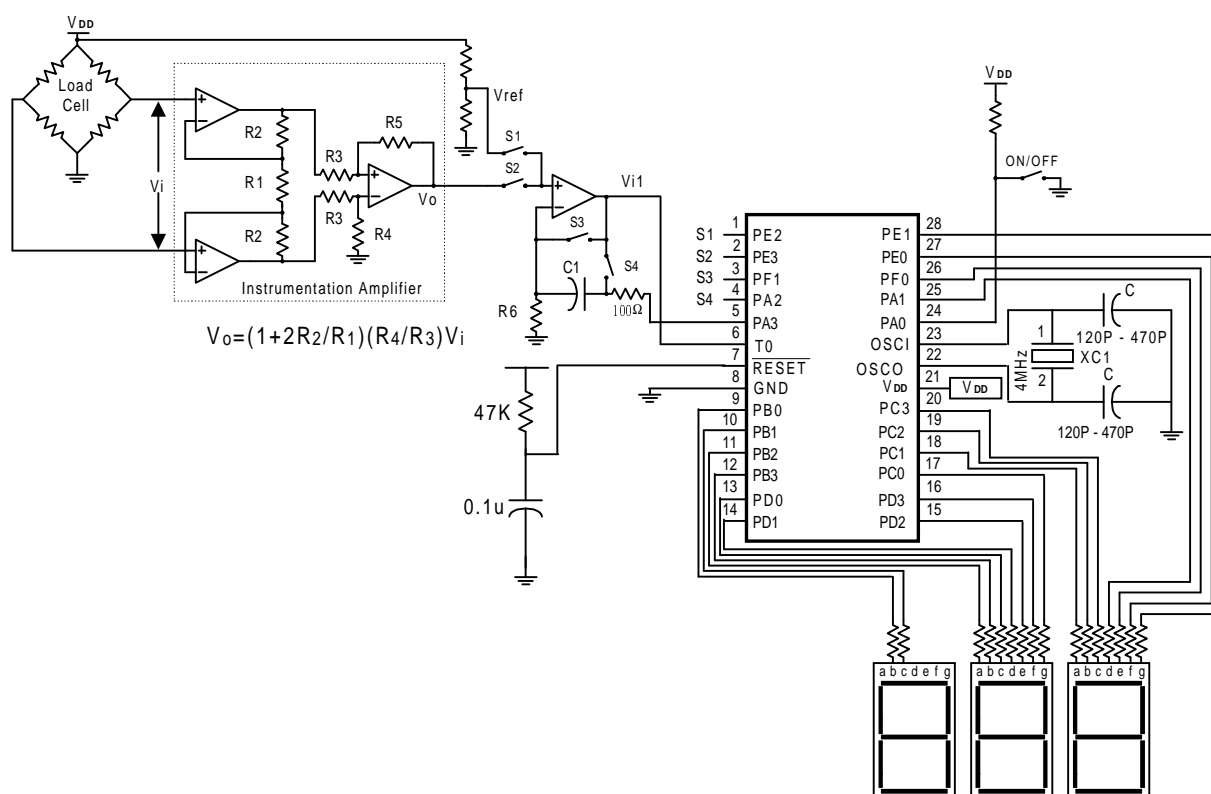 VDD
Load
Cell
Vi
R2
R1
R2
R3
R3
R5
R4
Vo
Instrumentation Amplifier
Vo=(1+2R2/R1)(R4/R3)Vi
Vref
S1
S2
Vi1
S3
S4
C1
R6
100Ω
47K
0.1u
VDD
ON/OFF
S1 1 PE2
S2 2 PE3
S3 3 PF1
S4 4 PA2
5 PA3
6 T0
7 RESET
8 GND
9 PB0
10 PB1
11 PB2
12 PB3
13 PD0
14 PD1
PE1 28
PE0 27
PF0 26
PA1 25
PA0 24
OSCI 23
OSCO 22
VDD 21 VDD
PC3 20
PC2 19
PC1 18
PC0 17
PD3 16
PD2 15
C
120P - 470P
1
XC1
4MHz
2
C
120P - 470P
a b c d e f g
a b c d e f g
a b c d e f g